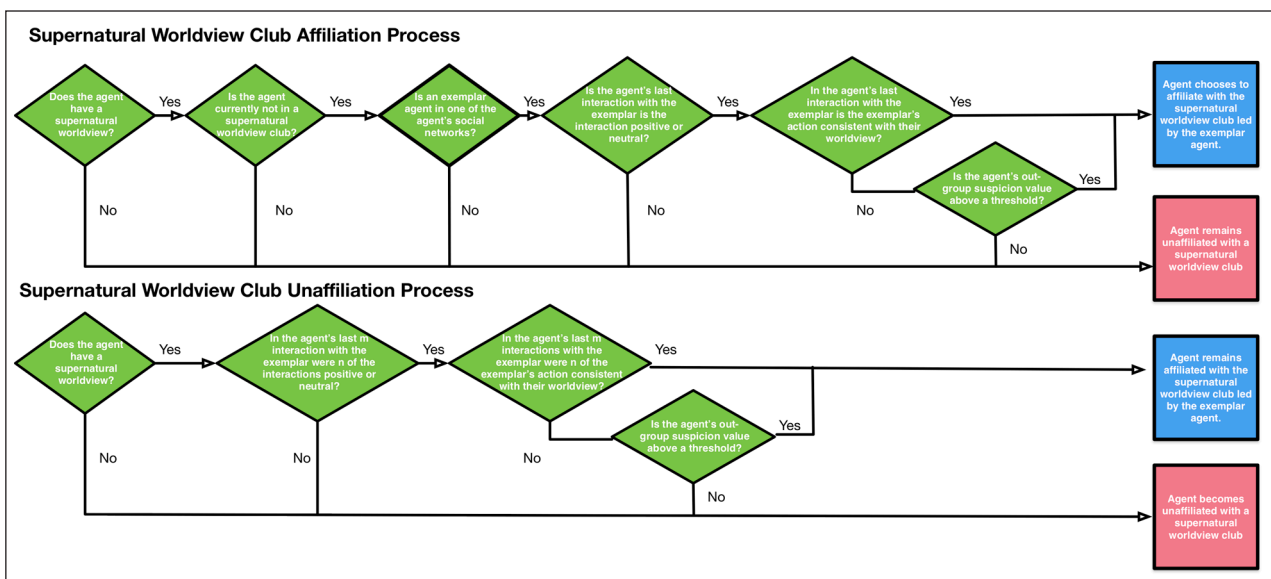 Supernatural Worldview Club Affiliation Process
Does the agent
have a
supernatural
worldview?
Yes
Is the agent
currently not in a
supernatural
worldview club?
Yes
Is an exemplar
agent in one of the
agent's social
networks?
Yes
Is the agent's last
interaction with the
exemplar is the
interaction positive or
neutral?
Yes
In the agent's last
interaction with the
exemplar is the exemplar's
action consistent with their
worldview?
Yes
Agent chooses to
affiliate with the
supernatural
worldview club led
by the exemplar
agent.
Is the agent's out-
group suspicion value
above a threshold?
Yes
No
No
No
No
No
No
Agent remains
unaffiliated with a
supernatural
worldview club
Supernatural Worldview Club Unaffiliation Process
Does the agent
have a
supernatural
worldview?
Yes
In the agent's last m
interaction with the
exemplar were n of the
interactions positive or
neutral?
Yes
In the agent's last m
interactions with the
exemplar were n of the
exemplar's action consistent
with their worldview?
Yes
Agent remains
affiliated with the
supernatural
worldview club led
by the exemplar
agent.
Is the agent's out-
group suspicion value
above a threshold?
Yes
No
No
No
No
Agent becomes
unaffiliated with a
supernatural
worldview club